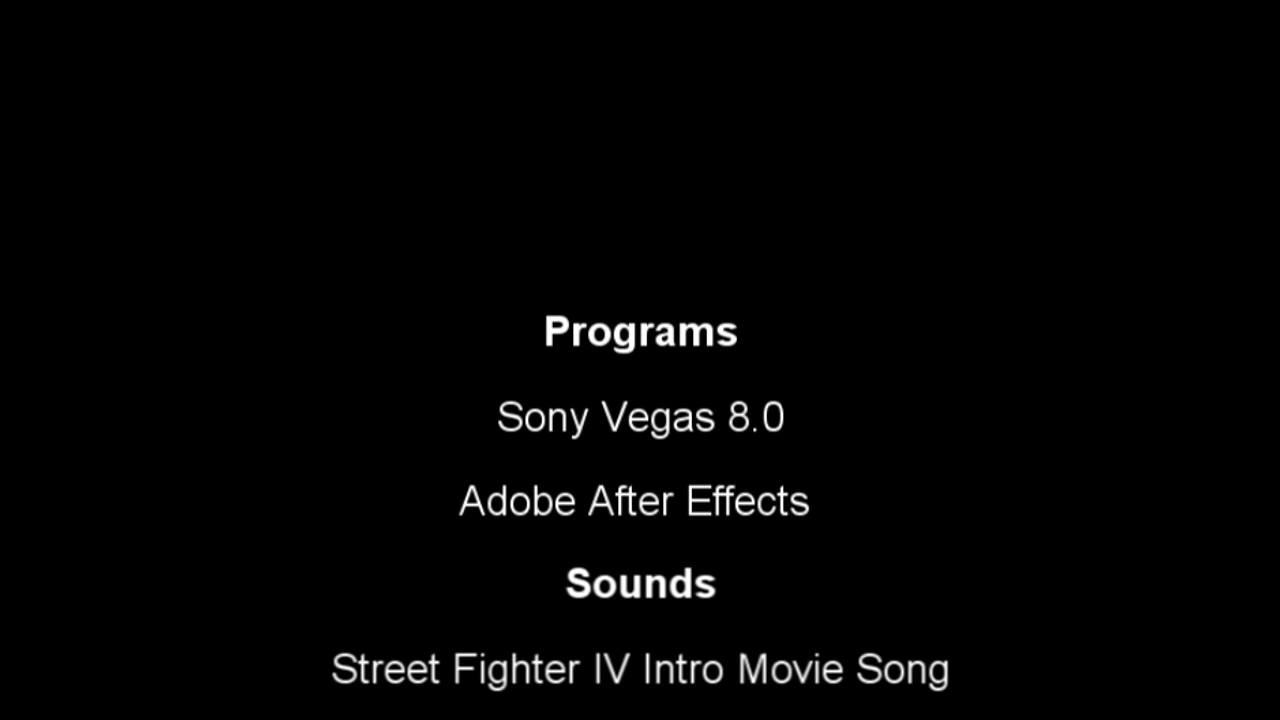 Programs
Sony Vegas 8.0
Adobe After Effects
Sounds
Street Fighter IV Intro Movie Song